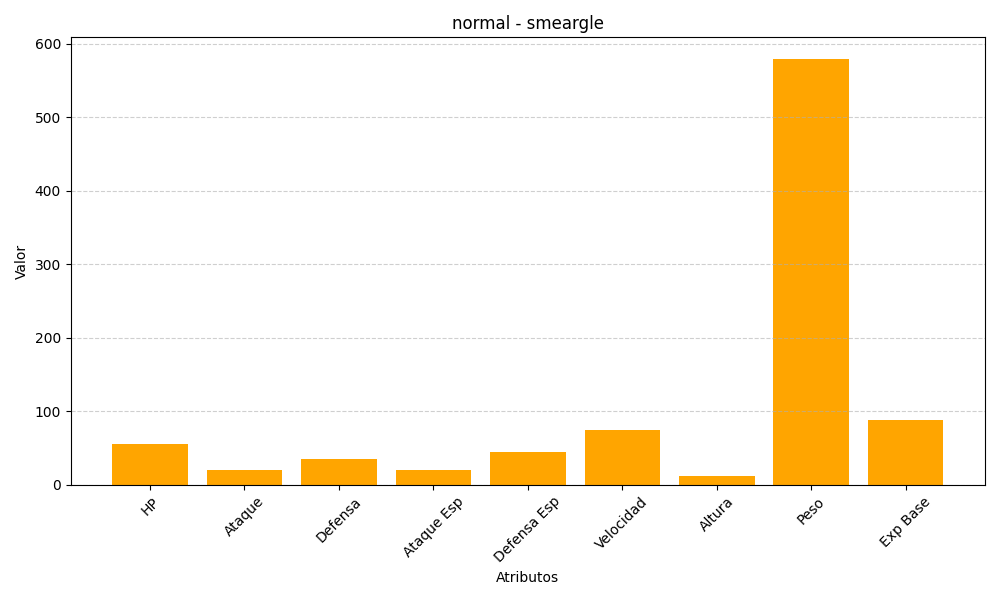 normal - smeargle
600
500
400
300
200
100
0
Valor
HP
Ataque
Defensa
Ataque Esp
Defensa Esp
Velocidad
Altura
Peso
Exp Base
Atributos